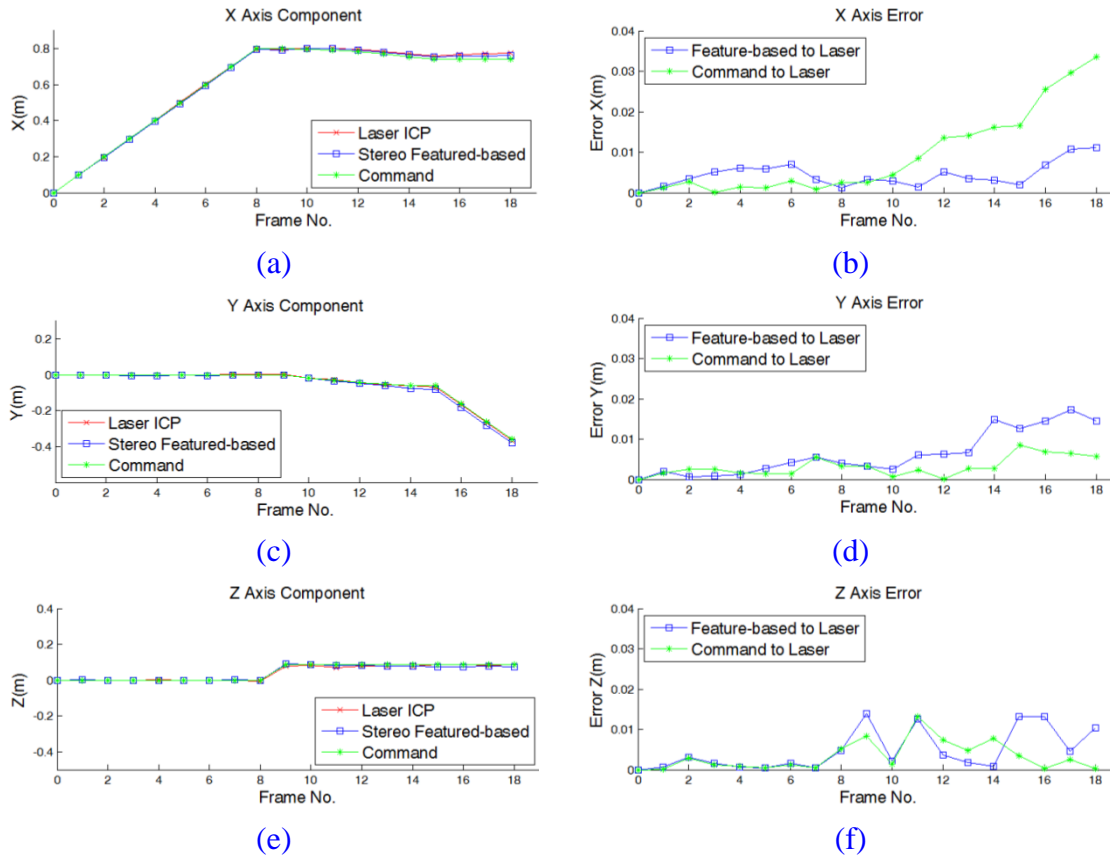 X Axis Component
0.8
0.6
0.4
0.2
0
X(m)
Laser ICP
Stereo Featured-based
Command
0 2 4 6 8 10 12 14 16 18
Frame No.
(a)
X Axis Error
0.04
0.03
0.02
0.01
0
Error X(m)
Feature-based to Laser
Command to Laser
0 2 4 6 8 10 12 14 16 18
Frame No.
(b)
Y Axis Component
0.2
0
-0.2
-0.4
Y(m)
Laser ICP
Stereo Featured-based
Command
0 2 4 6 8 10 12 14 16 18
Frame No.
(c)
Y Axis Error
0.04
0.03
0.02
0.01
0
Error Y(m)
Feature-based to Laser
Command to Laser
0 2 4 6 8 10 12 14 16 18
Frame No.
(d)
Z Axis Component
0.4
0.2
0
-0.2
-0.4
Z(m)
Laser ICP
Stereo Featured-based
Command
0 2 4 6 8 10 12 14 16 18
Frame No.
(e)
Z Axis Error
0.04
0.03
0.02
0.01
0
Error Z(m)
Feature-based to Laser
Command to Laser
0 2 4 6 8 10 12 14 16 18
Frame No.
(f)